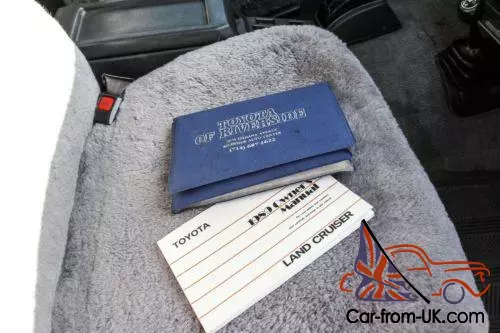 TOYOTA
OF RIVERSIDE
(714) 687-1622
TOYOTA
1989 Owner's
Manual
LAND CRUISER
Car-from-UK.com